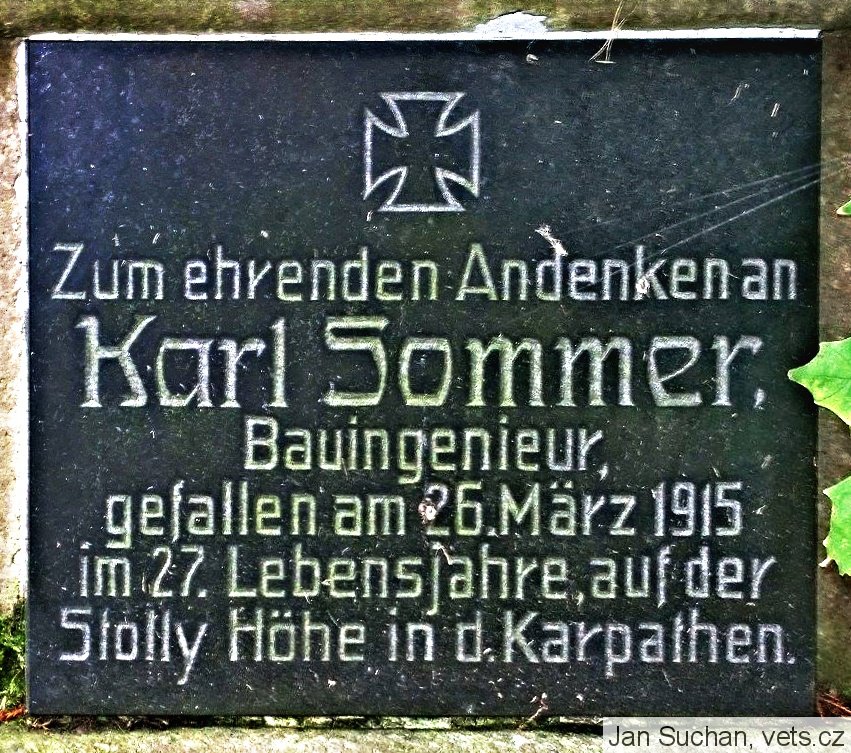 Zum ehrenden Andenken an
Karl Sommer,
Bauingenieur,
gefallen am 26. März 1915
im 27. Lebensjahre, auf der
Stolly Höhe in d. Karpathen.
Jan Suchan, vets.cz